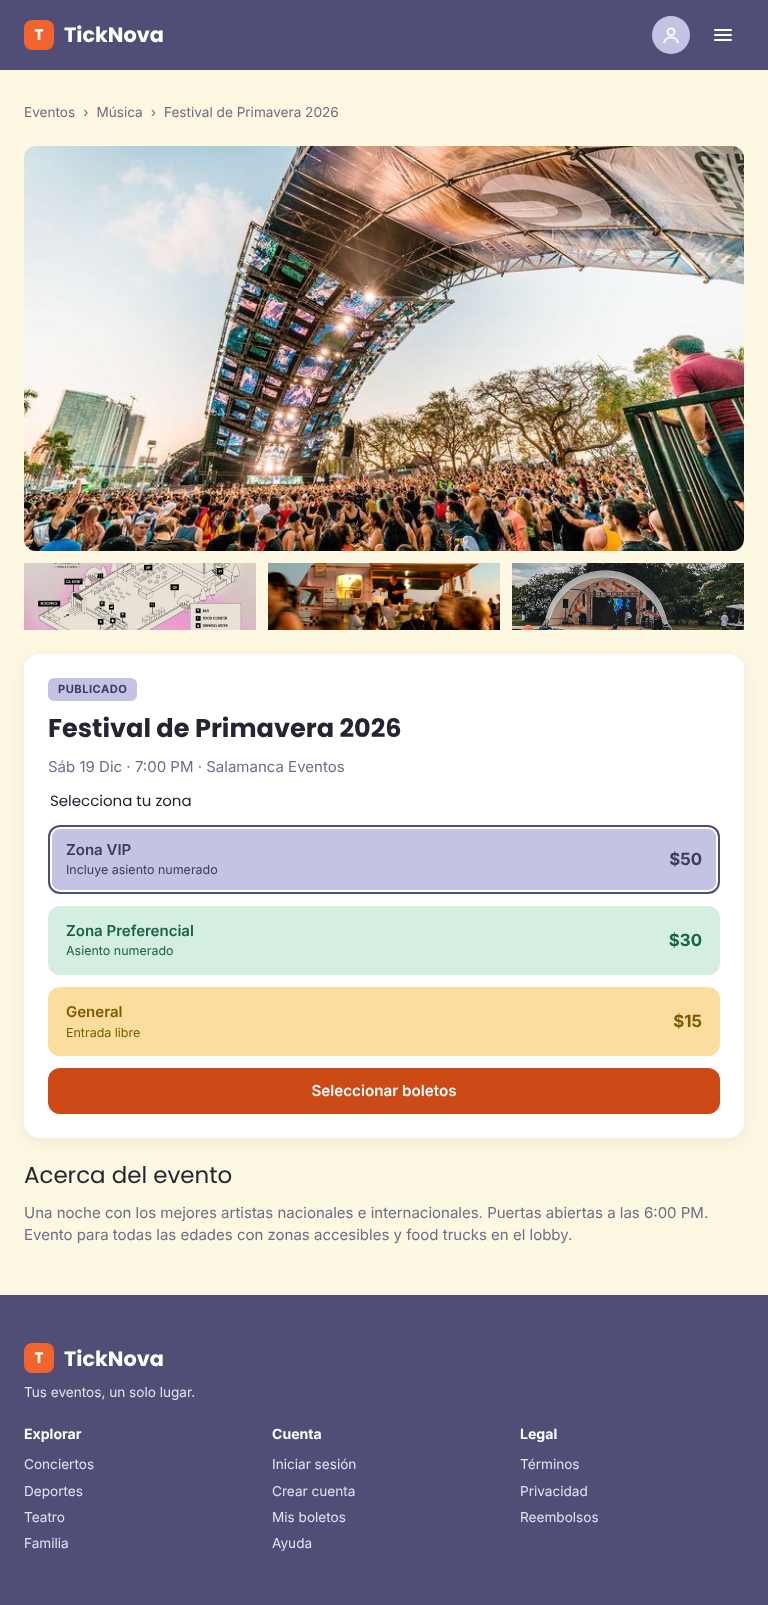 T TickNova
Eventos › Música › Festival de Primavera 2026
PUBLICADO
Festival de Primavera 2026
Sáb 19 Dic · 7:00 PM · Salamanca Eventos
Selecciona tu zona
Zona VIP
Incluye asiento numerado
$50
Zona Preferencial
Asiento numerado
$30
General
Entrada libre
$15
Seleccionar boletos
Acerca del evento
Una noche con los mejores artistas nacionales e internacionales. Puertas abiertas a las 6:00 PM.
Evento para todas las edades con zonas accesibles y food trucks en el lobby.
T TickNova
Tus eventos, un solo lugar.
Explorar
Conciertos
Deportes
Teatro
Familia
Cuenta
Iniciar sesión
Crear cuenta
Mis boletos
Ayuda
Legal
Términos
Privacidad
Reembolsos